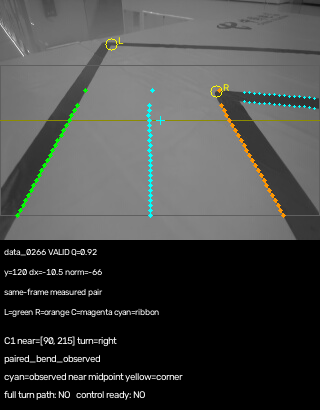 L
R
data_0266 VALID Q=0.92
y=120 dx=-10.5 norm=-66
same-frame measured pair
L=green R=orange C=magenta cyan=ribbon
C1 near=[90, 215] turn=right
paired_bend_observed
cyan=observed near midpoint yellow=corner
full turn path: NO control ready: NO